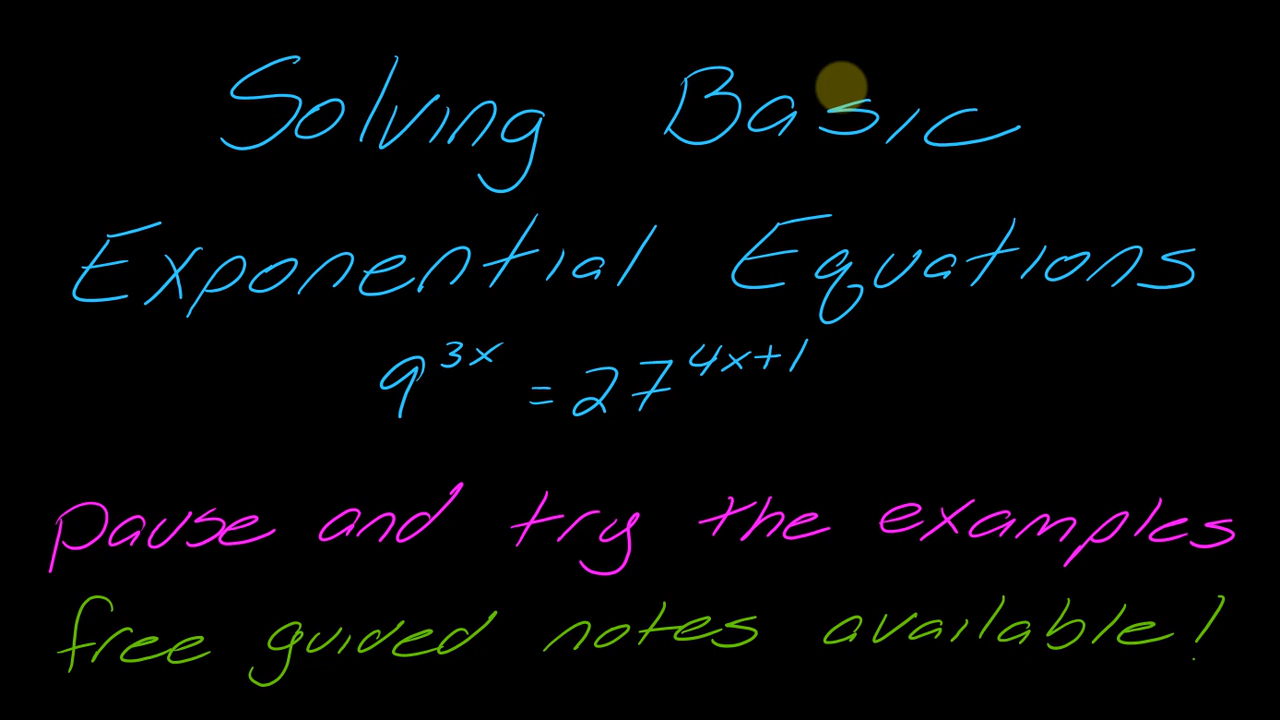 Solving Basic
Exponential Equations
9^{3x} = 27^{4x+1}
pause and try the examples
free guided notes available!